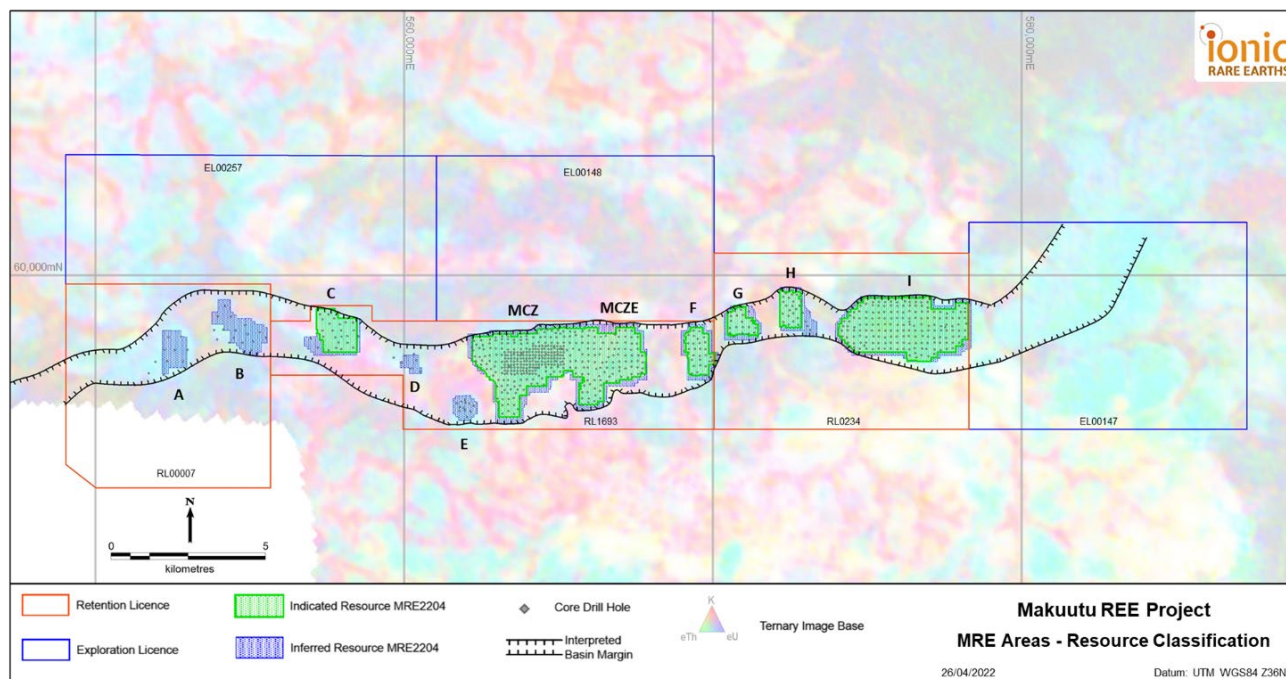 560,000mE
580,000mE
ionic
RARE EARTHS
EL00257
EL00148
60,000mN
C
MCZ
MCZE
F
G
H
I
A
B
D
E
RL1693
RL0234
EL00147
RL00007
N
0
5
kilometres
Retention Licence
Exploration Licence
Indicated Resource MRE2204
Inferred Resource MRE2204
Core Drill Hole
Interpreted
Basin Margin
K
eTh
eU
Ternary Image Base
Makuutu REE Project
MRE Areas - Resource Classification
26/04/2022
Datum: UTM WGS84 Z36N